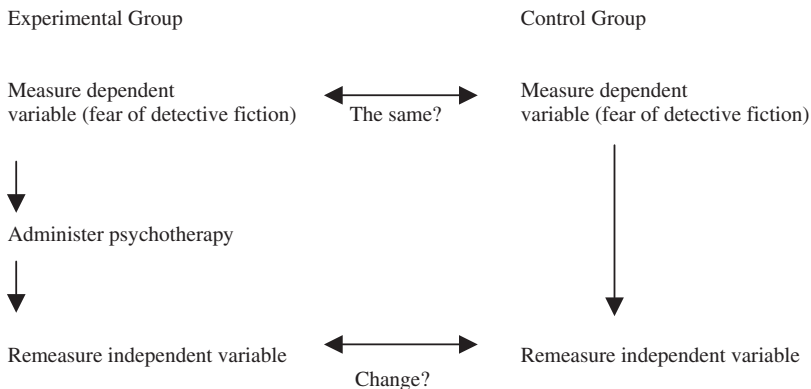 Experimental Group
Control Group
Measure dependent
variable (fear of detective fiction)
The same?
Measure dependent
variable (fear of detective fiction)
Administer psychotherapy
Remeasure independent variable
Change?
Remeasure independent variable